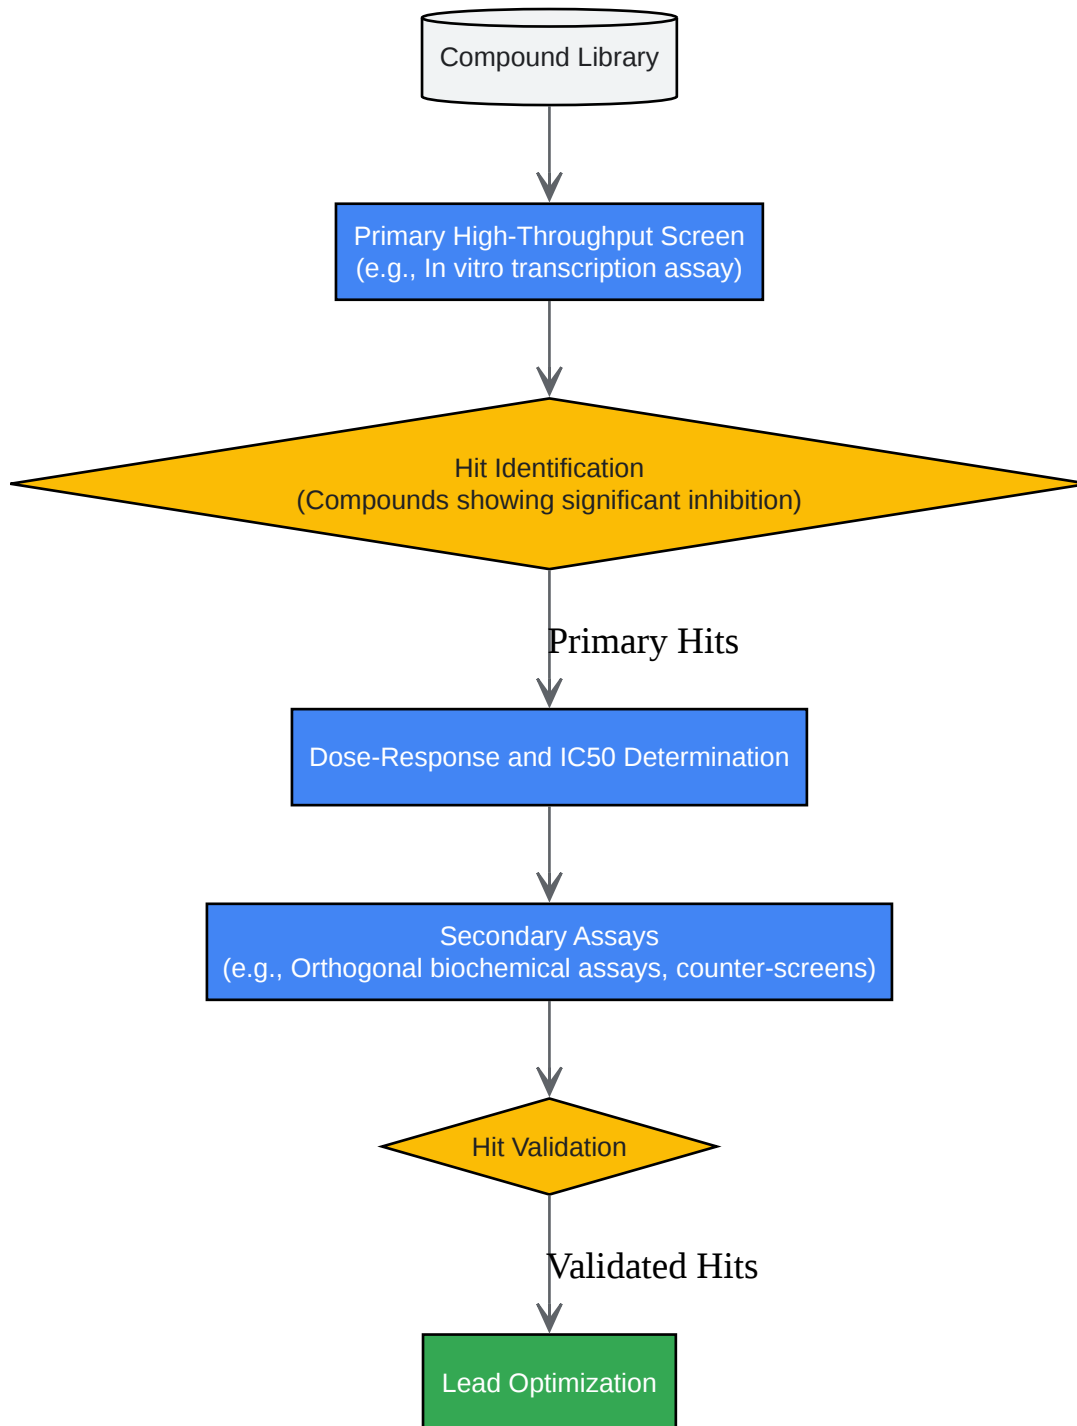 Compound Library
Primary High-Throughput Screen
(e.g., In vitro transcription assay)
Hit Identification
(Compounds showing significant inhibition)
Primary Hits
Dose-Response and IC50 Determination
Secondary Assays
(e.g., Orthogonal biochemical assays, counter-screens)
Hit Validation
Validated Hits
Lead Optimization